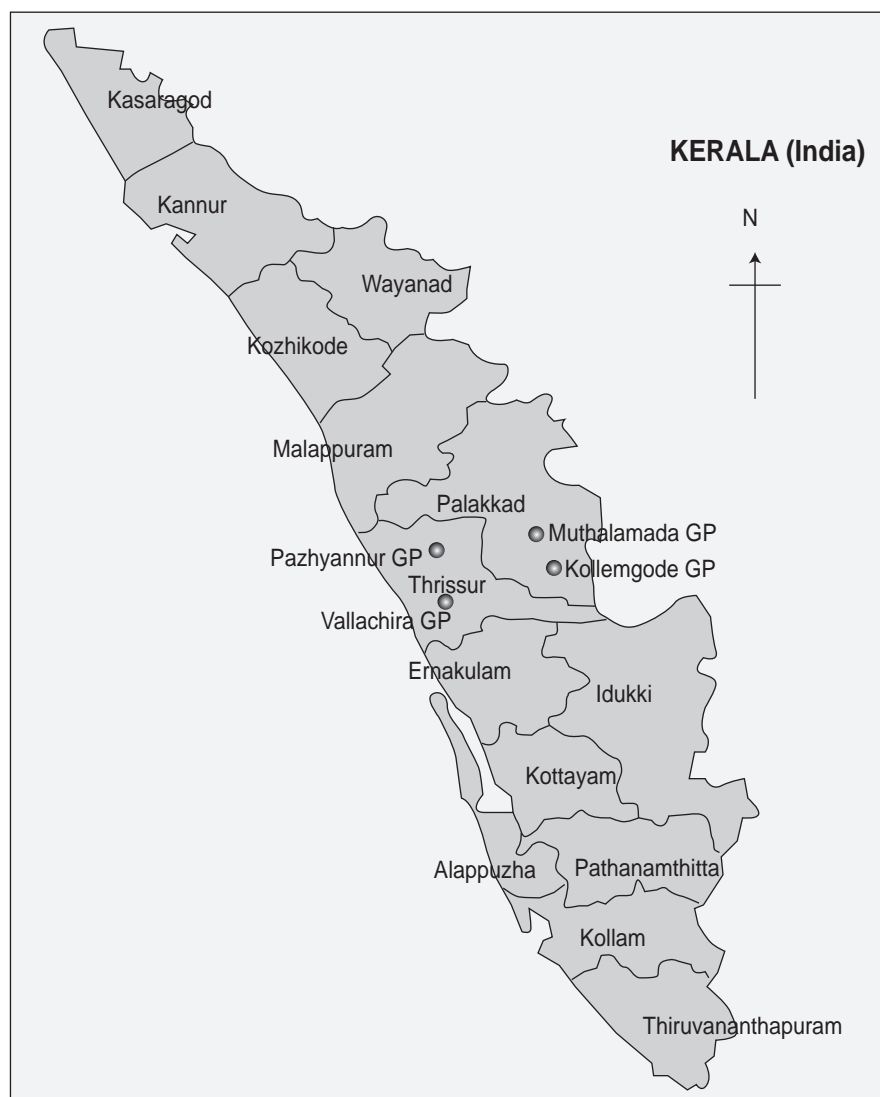 Kasaragod
KERALA (India)
Kannur
N
Wayanad
Kozhikode
Malappuram
Palakkad
Muthalamada GP
Pazhyannur GP
Kollemgode GP
Thrissur
Vallachira GP
Ernakulam
Idukki
Kottayam
Alappuzha
Pathanamthitta
Kollam
Thiruvananthapuram